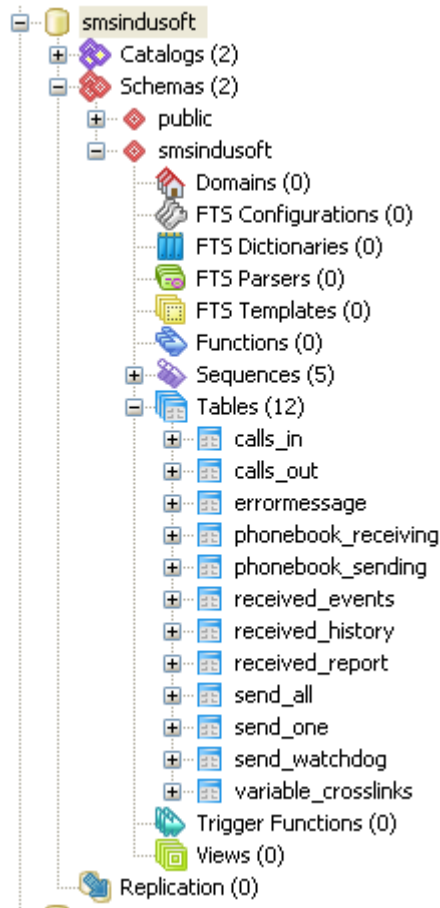 smsindusoft
Catalogs (2)
Schemas (2)
public
smsindusoft
Domains (0)
FTS Configurations (0)
FTS Dictionaries (0)
FTS Parsers (0)
FTS Templates (0)
Functions (0)
Sequences (5)
Tables (12)
calls_in
calls_out
errormessage
phonebook_receiving
phonebook_sending
received_events
received_history
received_report
send_all
send_one
send_watchdog
variable_crosslinks
Trigger Functions (0)
Views (0)
Replication (0)